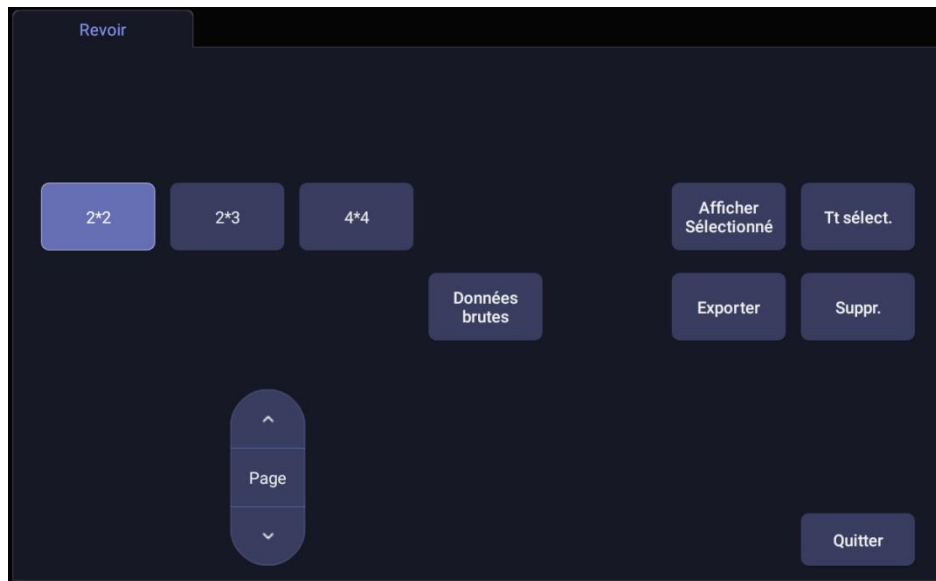 Revoir
2*2
2*3
4*4
Afficher
Sélectionné
Tt sélect.
Données
brutes
Exporter
Suppr.
Page
Quitter